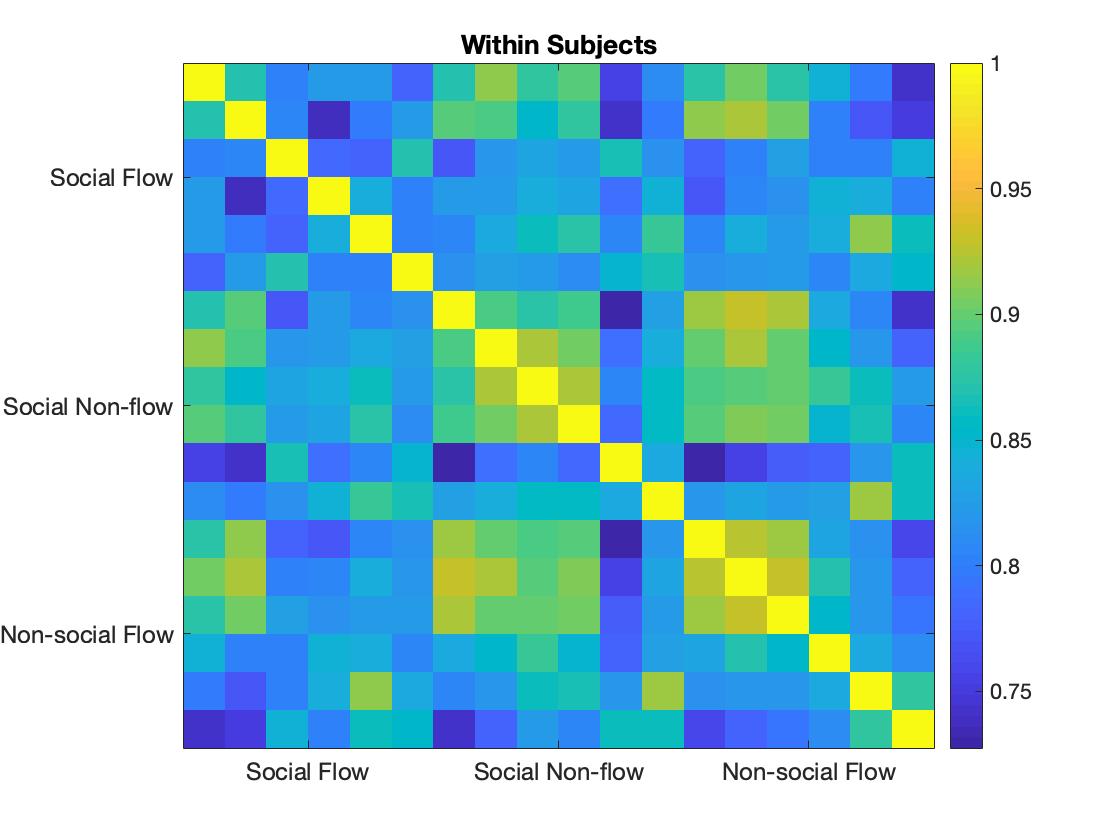 Within Subjects
Social Flow
Social Non-flow
Non-social Flow
Social Flow
Social Non-flow
Non-social Flow
1
0.95
0.9
0.85
0.8
0.75